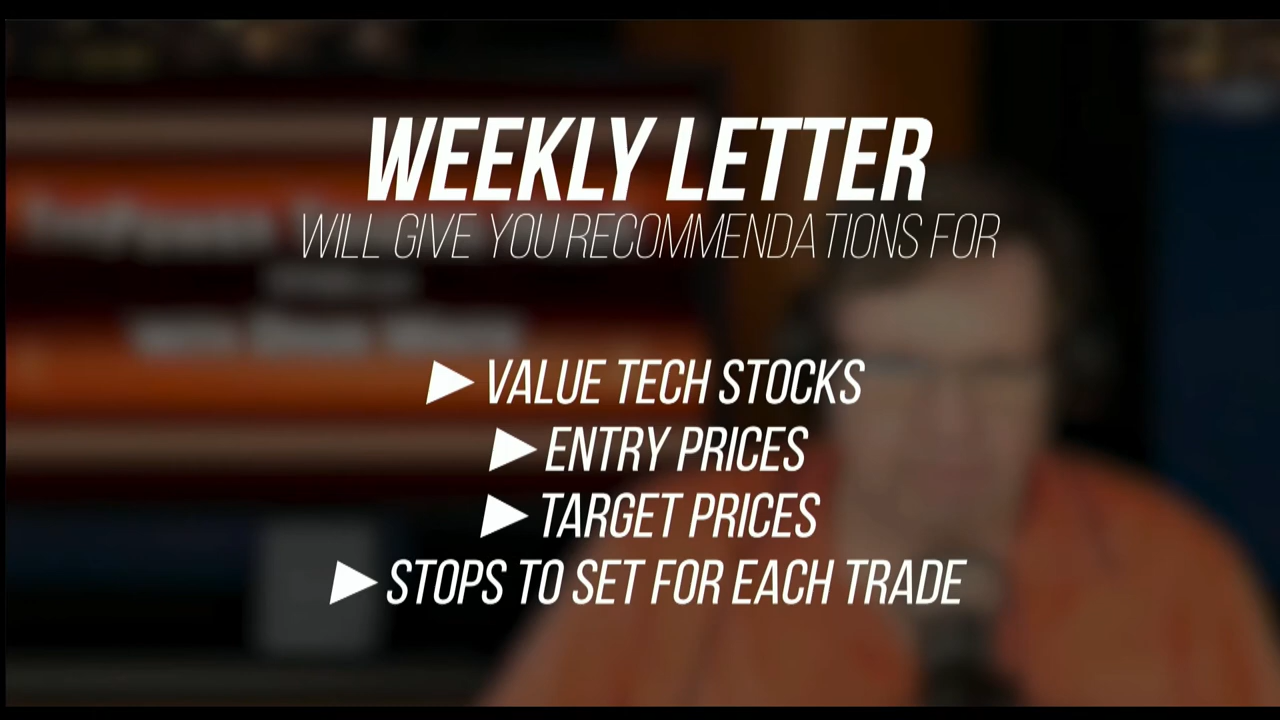 WEEKLY LETTER
WILL GIVE YOU RECOMMENDATIONS FOR
▶ VALUE TECH STOCKS
▶ ENTRY PRICES
▶ TARGET PRICES
▶ STOPS TO SET FOR EACH TRADE